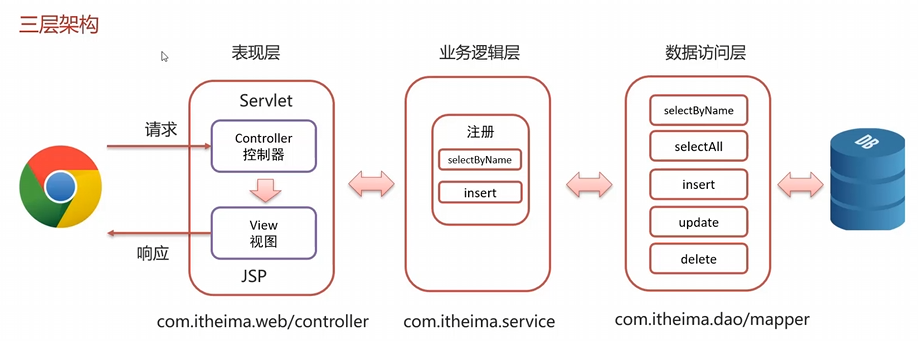 三层架构
表现层
业务逻辑层
数据访问层
Servlet
Controller
控制器
View
视图
JSP
请求
响应
注册
selectByName
insert
selectByName
selectAll
insert
update
delete
DB
com.itheima.web/controller
com.itheima.service
com.itheima.dao/mapper